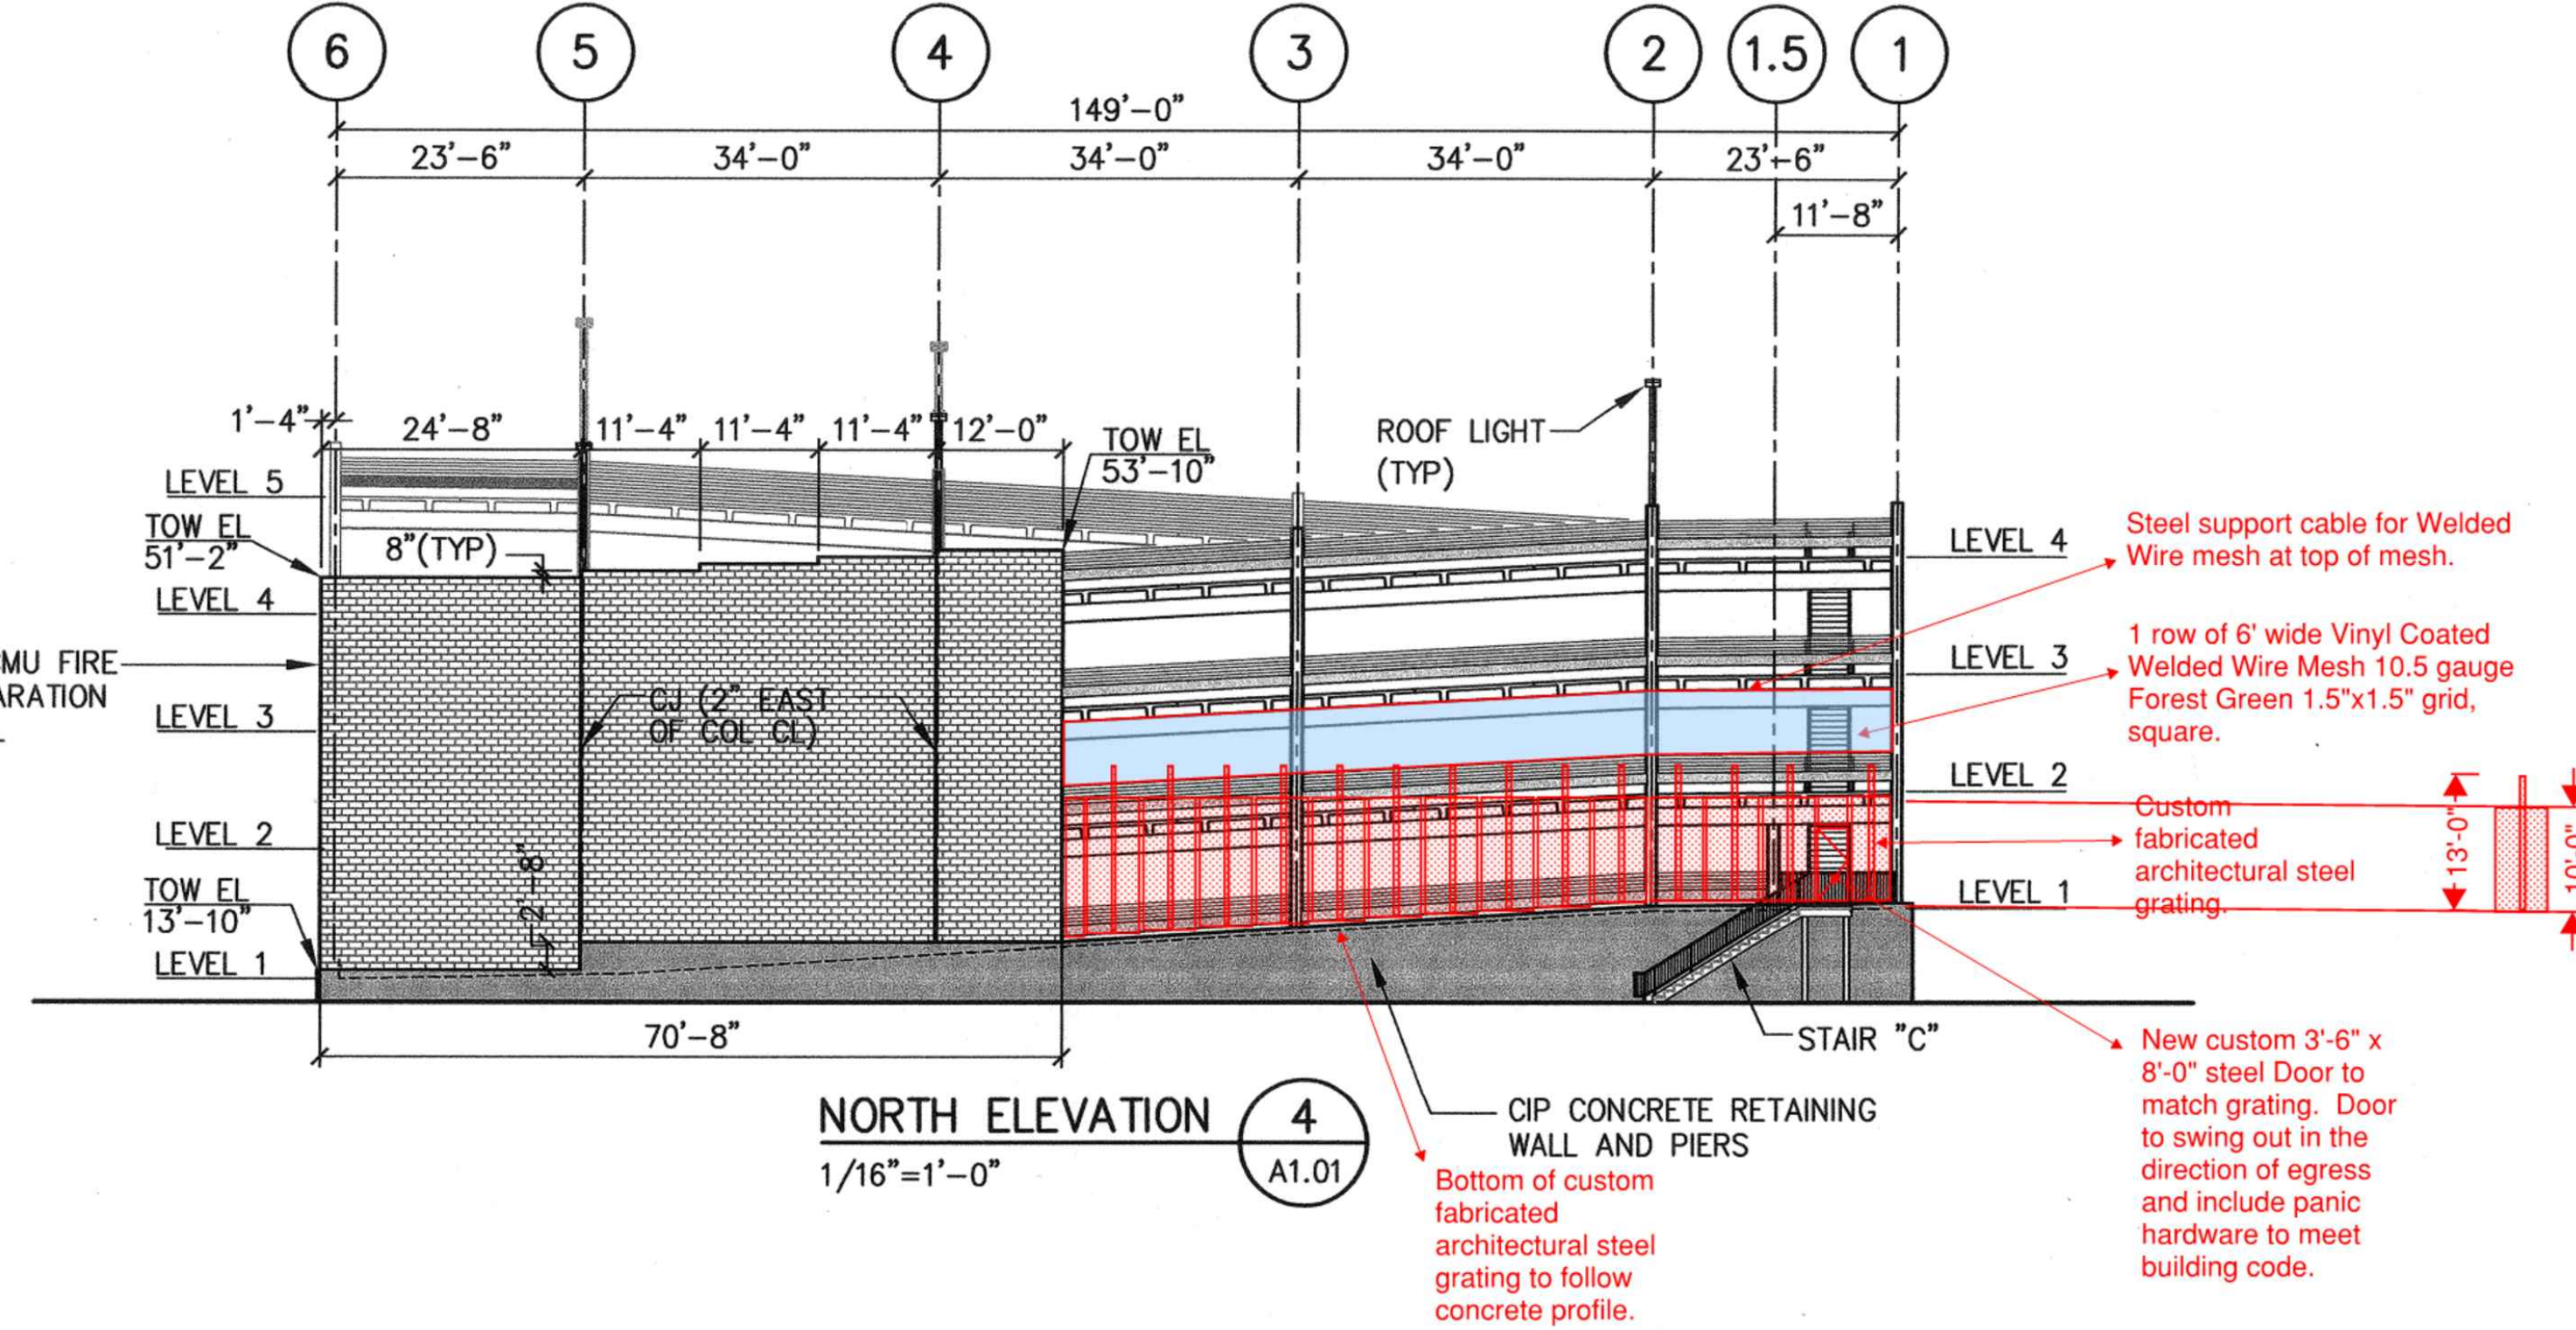 6
5
4
3
2
1.5
1
149'-0"
23'-6"
34'-0"
34'-0"
34'-0"
23'-6"
11'-8"
1'-4"
24'-8"
11'-4"
11'-4"
11'-4"
12'-0"
TOW EL
53'-10"
ROOF LIGHT
(TYP)
LEVEL 5
TOW EL
51'-2"
8"(TYP)
LEVEL 4
MU FIRE
ARATION
LEVEL 3
CJ (2" EAST
OF COL CL)
LEVEL 2
2'-8"
TOW EL
13'-10"
LEVEL 1
70'-8"
LEVEL 4
LEVEL 3
LEVEL 2
LEVEL 1
Steel support cable for Welded
Wire mesh at top of mesh.
1 row of 6' wide Vinyl Coated
Welded Wire Mesh 10.5 gauge
Forest Green 1.5"x1.5" grid,
square.
Custom
fabricated
architectural steel
grating.
13'-0"
10'-0"
STAIR "C"
New custom 3'-6" x
8'-0" steel Door to
match grating. Door
to swing out in the
direction of egress
and include panic
hardware to meet
building code.
CIP CONCRETE RETAINING
WALL AND PIERS
Bottom of custom
fabricated
architectural steel
grating to follow
concrete profile.
NORTH ELEVATION
1/16"=1'-0"
4
A1.01